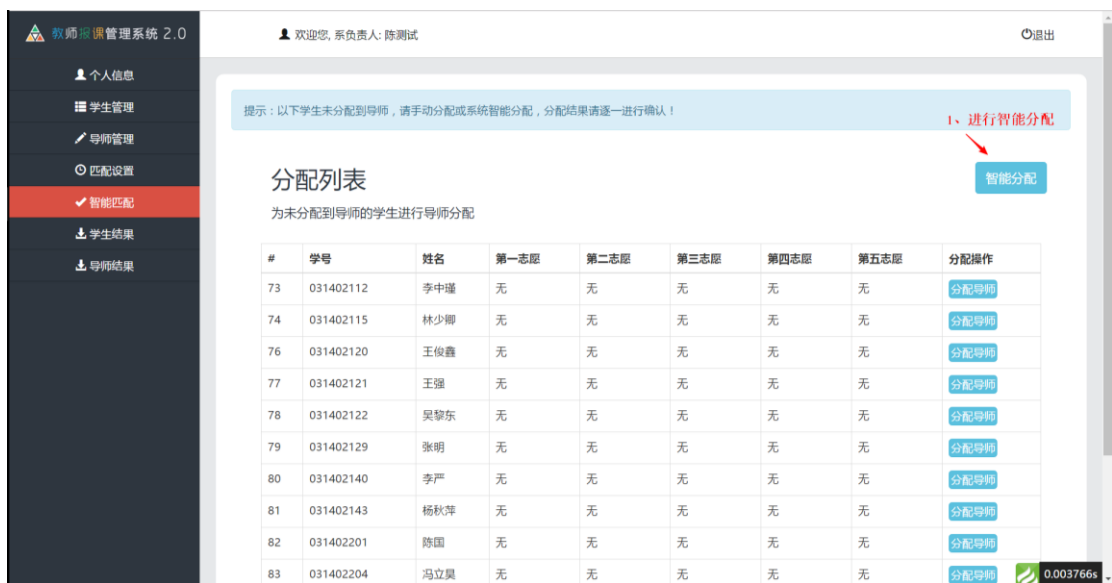 教师报课管理系统 2.0
欢迎您, 系负责人: 陈测试
退出
个人信息
学生管理
导师管理
匹配设置
智能匹配
学生结果
导师结果
提示：以下学生未分配到导师，请手动分配或系统智能分配，分配结果请逐一进行确认！
1、进行智能分配
智能分配
分配列表
为未分配到导师的学生进行导师分配
# 学号 姓名 第一志愿 第二志愿 第三志愿 第四志愿 第五志愿 分配操作
73 031402112 李中瑾 无 无 无 无 无 分配导师
74 031402115 林少卿 无 无 无 无 无 分配导师
76 031402120 王俊鑫 无 无 无 无 无 分配导师
77 031402121 王强 无 无 无 无 无 分配导师
78 031402122 吴黎东 无 无 无 无 无 分配导师
79 031402129 张明 无 无 无 无 无 分配导师
80 031402140 李严 无 无 无 无 无 分配导师
81 031402143 杨秋萍 无 无 无 无 无 分配导师
82 031402201 陈国 无 无 无 无 无 分配导师
83 031402204 冯立昊 无 无 无 无 无 分配导师
0.003766s